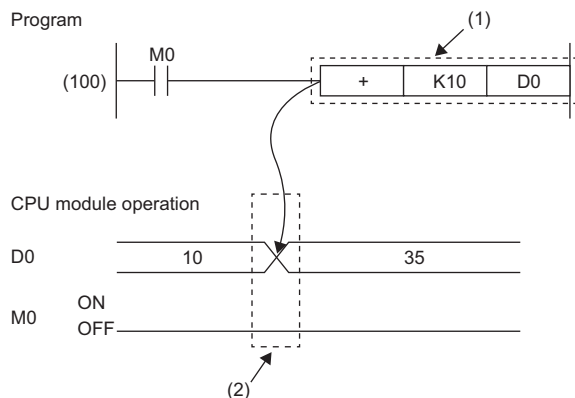 Program
(1)
M0
(100)
+ K10 D0
CPU module operation
D0 10 35
M0 ON
OFF
(2)